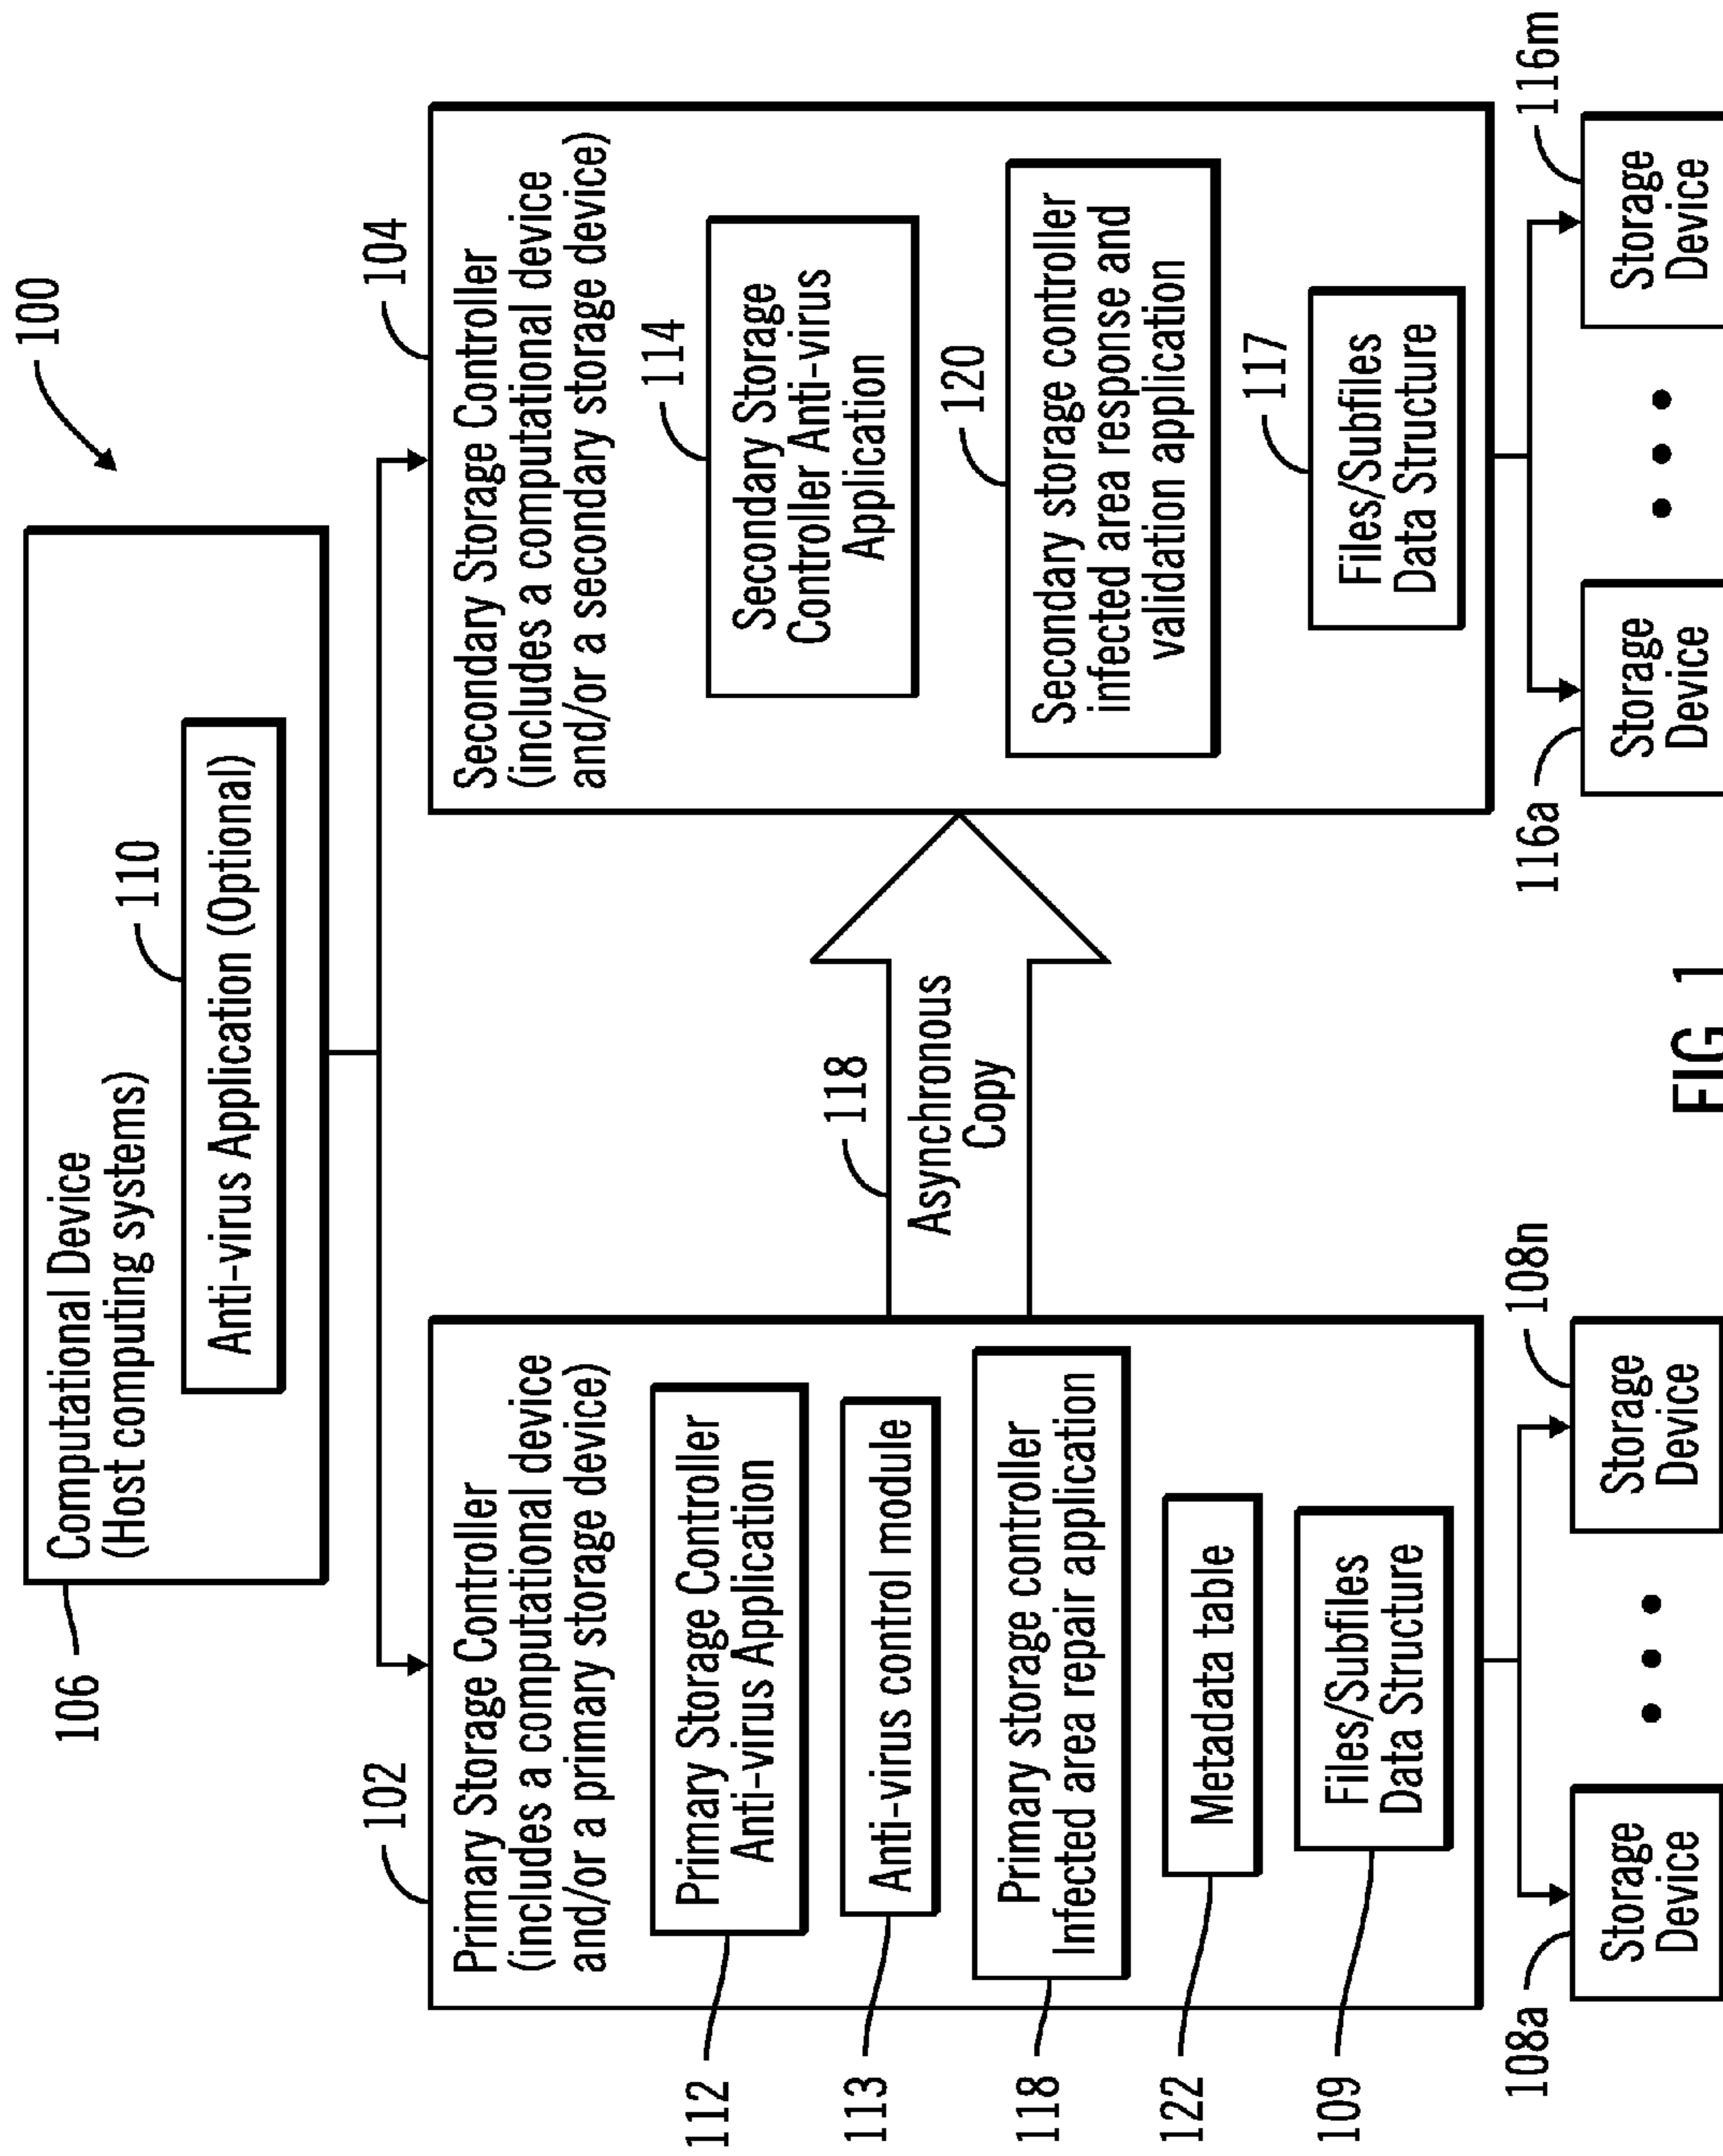 100
106
Computational Device
(Host computing systems)
110
Anti-virus Application (Optional)
102
Primary Storage Controller
(includes a computational device
and/or a primary storage device)
112
Primary Storage Controller
Anti-virus Application
113
Anti-virus control module
118
Primary storage controller
Infected area repair application
122
Metadata table
109
Files/Subfiles
Data Structure
118
Asynchronous
Copy
104
Secondary Storage Controller
(includes a computational device
and/or a secondary storage device)
114
Secondary Storage
Controller Anti-virus
Application
120
Secondary storage controller
infected area response and
validation application
117
Files/Subfiles
Data Structure
108a
Storage
Device
108n
Storage
Device
116a
Storage
Device
116m
Storage
Device
FIG. 1